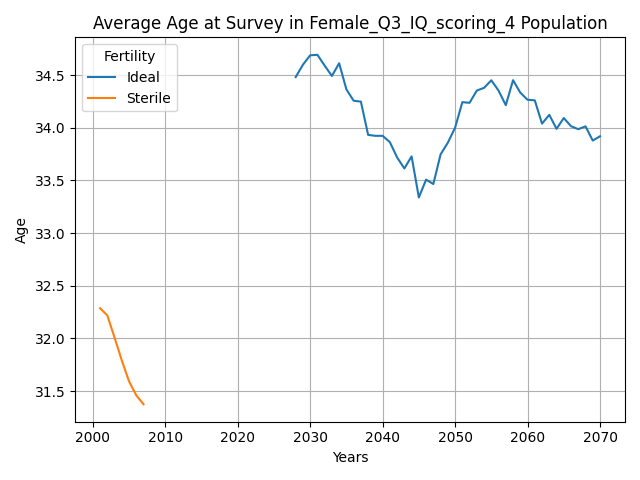 Average Age at Survey in Female_Q3_IQ_scoring_4 Population
Fertility
Ideal
Sterile
34.5
34.0
33.5
33.0
32.5
32.0
31.5
Age
2000 2010 2020 2030 2040 2050 2060 2070
Years